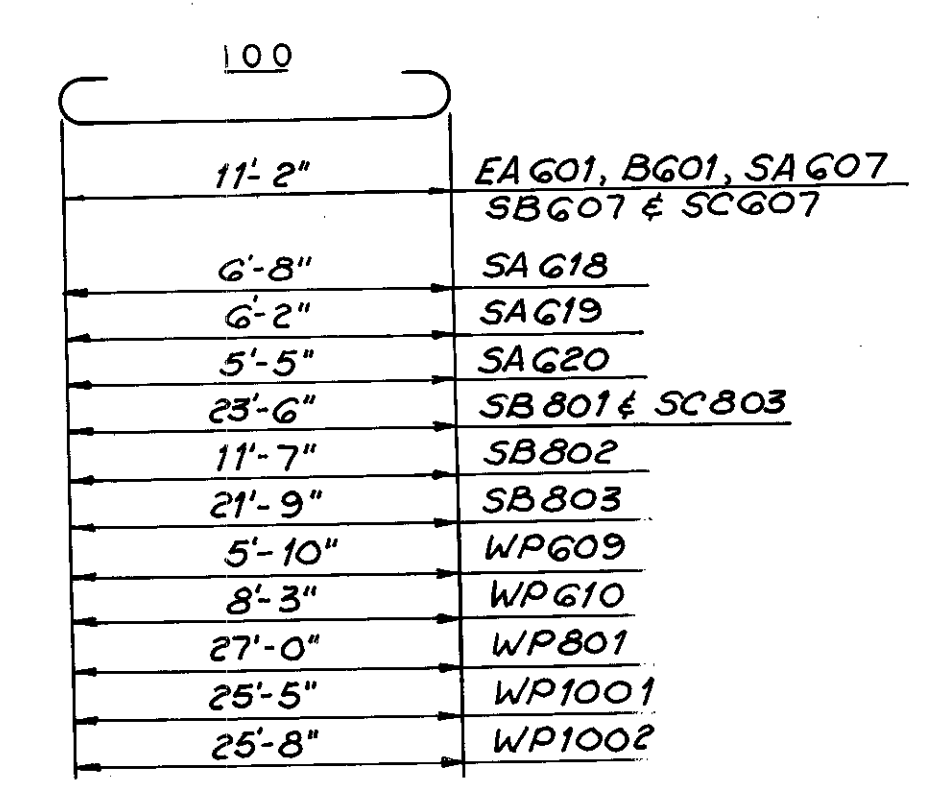 100
11'-2" EA601, B601, SA607
SB607 & SC607
6'-8" SA618
6'-2" SA619
5'-5" SA620
23'-6" SB801 & SC803
11'-7" SB802
21'-9" SB803
5'-10" WP609
8'-3" WP610
27'-0" WP801
25'-5" WP1001
25'-8" WP1002